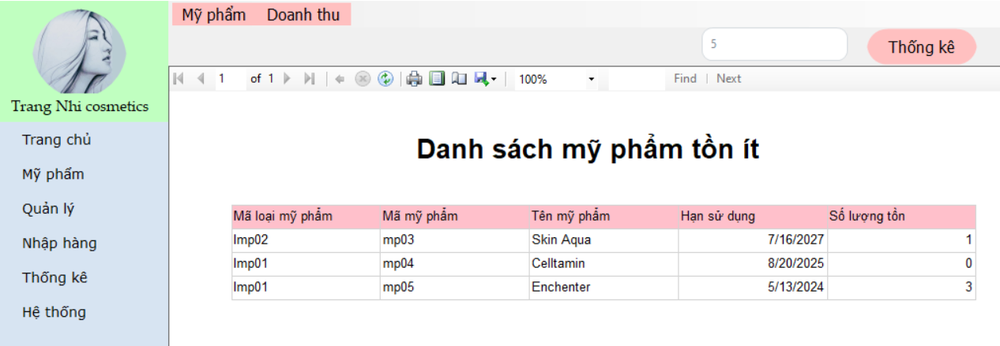 Mỹ phẩm Doanh thu
5 Thống kê
1 of 1 100% Find | Next
Trang Nhi cosmetics
Trang chủ
Mỹ phẩm
Quản lý
Nhập hàng
Thống kê
Hệ thống
Danh sách mỹ phẩm tồn ít
Mã loại mỹ phẩm Mã mỹ phẩm Tên mỹ phẩm Hạn sử dụng Số lượng tồn
lmp02 mp03 Skin Aqua 7/16/2027 1
lmp01 mp04 Celltamin 8/20/2025 0
lmp01 mp05 Enchenter 5/13/2024 3